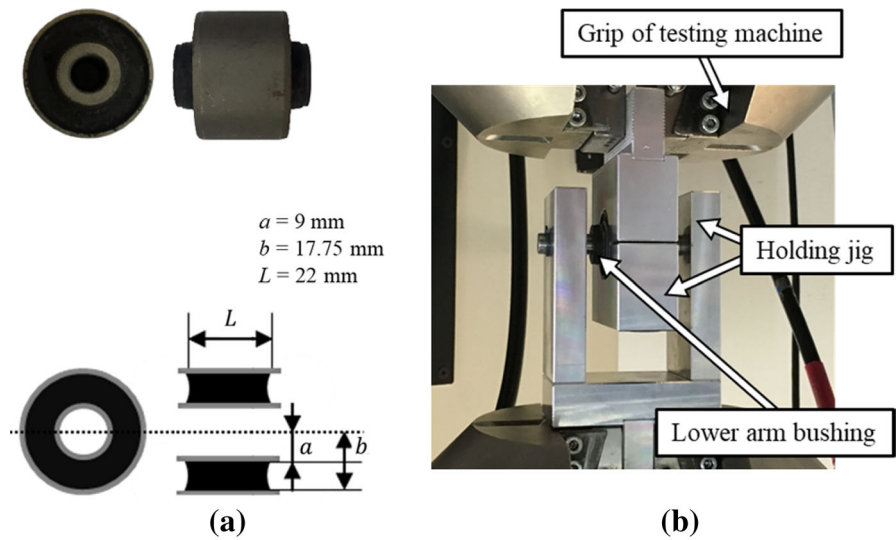 Grip of testing machine
a = 9 mm
b = 17.75 mm
L = 22 mm
Holding jig
L
a
b
Lower arm bushing
(a)
(b)